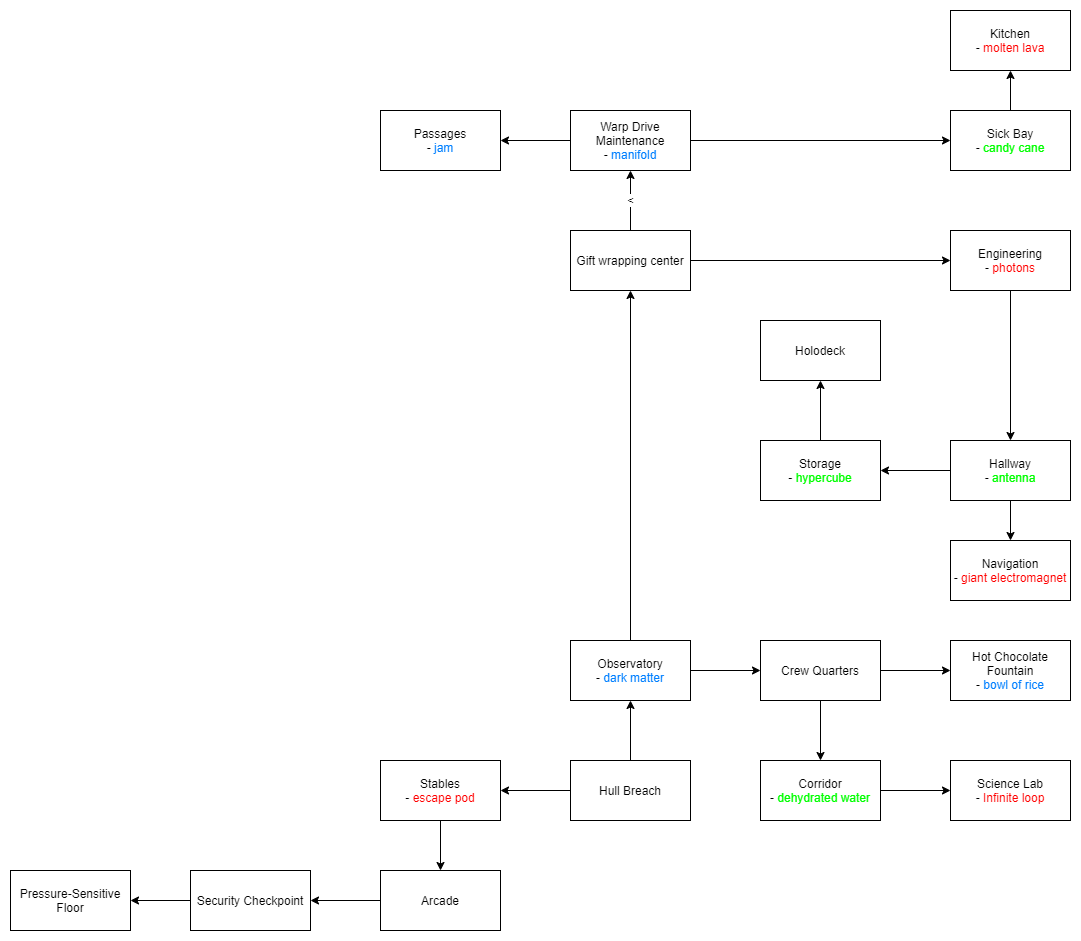 Kitchen
- molten lava
Passages
- jam
Warp Drive
Maintenance
- manifold
Sick Bay
- candy cane
<
Gift wrapping center
Engineering
- photons
Holodeck
Storage
- hypercube
Hallway
- antenna
Navigation
- giant electromagnet
Observatory
- dark matter
Crew Quarters
Hot Chocolate
Fountain
- bowl of rice
Stables
- escape pod
Hull Breach
Corridor
- dehydrated water
Science Lab
- Infinite loop
Pressure-Sensitive
Floor
Security Checkpoint
Arcade